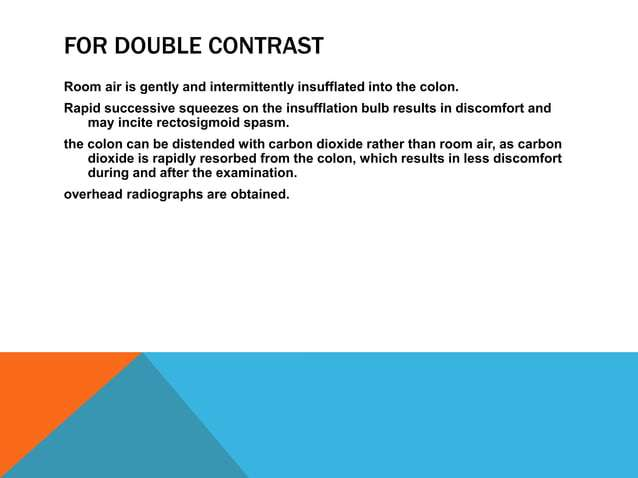 FOR DOUBLE CONTRAST
Room air is gently and intermittently insufflated into the colon.
Rapid successive squeezes on the insufflation bulb results in discomfort and
may incite rectosigmoid spasm.
the colon can be distended with carbon dioxide rather than room air, as carbon
dioxide is rapidly resorbed from the colon, which results in less discomfort
during and after the examination.
overhead radiographs are obtained.